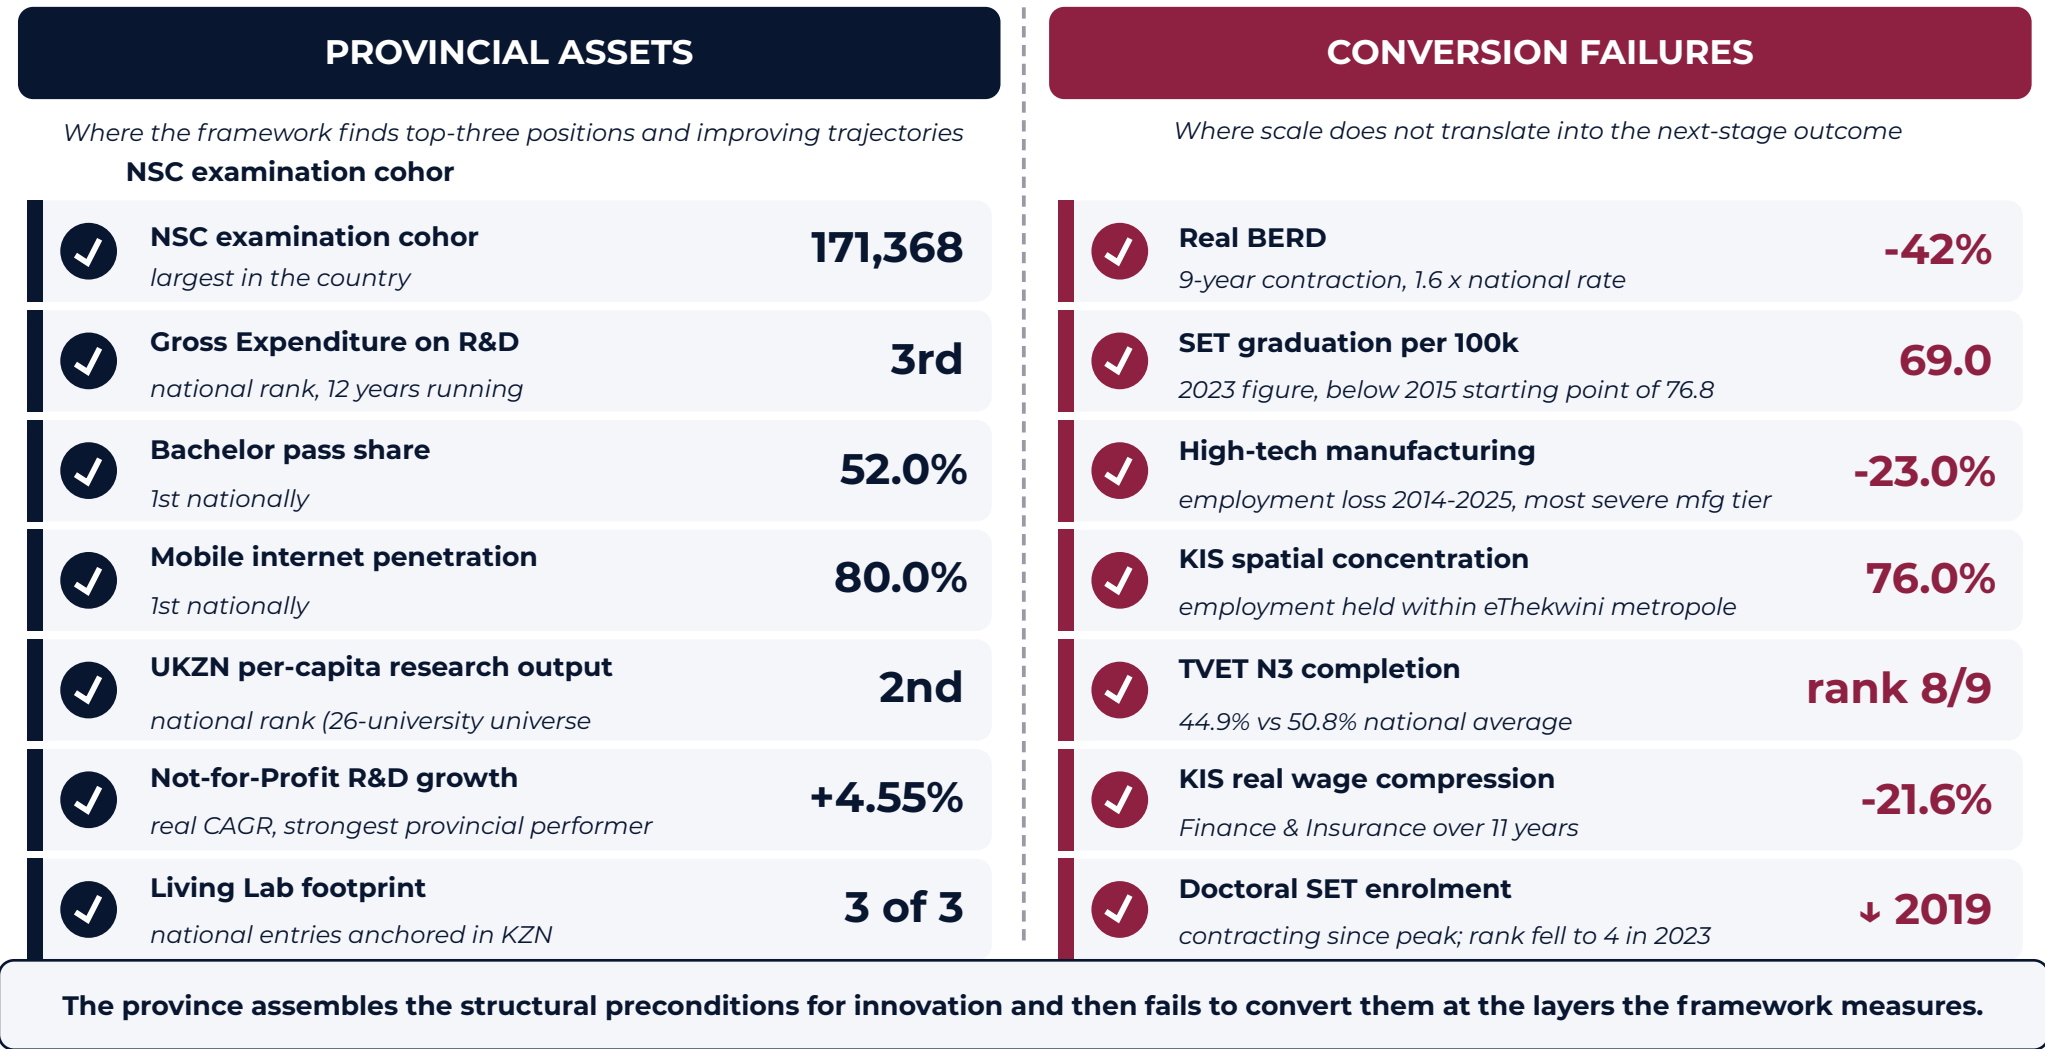 PROVINCIAL ASSETS
Where the framework finds top-three positions and improving trajectories
NSC examination cohor
NSC examination cohor
171,368
largest in the country
Gross Expenditure on R&D
3rd
national rank, 12 years running
Bachelor pass share
52.0%
1st nationally
Mobile internet penetration
80.0%
1st nationally
UKZN per-capita research output
2nd
national rank (26-university universe
Not-for-Profit R&D growth
+4.55%
real CAGR, strongest provincial performer
Living Lab footprint
3 of 3
national entries anchored in KZN
CONVERSION FAILURES
Where scale does not translate into the next-stage outcome
Real BERD
-42%
9-year contraction, 1.6 x national rate
SET graduation per 100k
69.0
2023 figure, below 2015 starting point of 76.8
High-tech manufacturing
-23.0%
employment loss 2014-2025, most severe mfg tier
KIS spatial concentration
76.0%
employment held within eThekwini metropole
TVET N3 completion
rank 8/9
44.9% vs 50.8% national average
KIS real wage compression
-21.6%
Finance & Insurance over 11 years
Doctoral SET enrolment
↓ 2019
contracting since peak; rank fell to 4 in 2023
The province assembles the structural preconditions for innovation and then fails to convert them at the layers the framework measures.